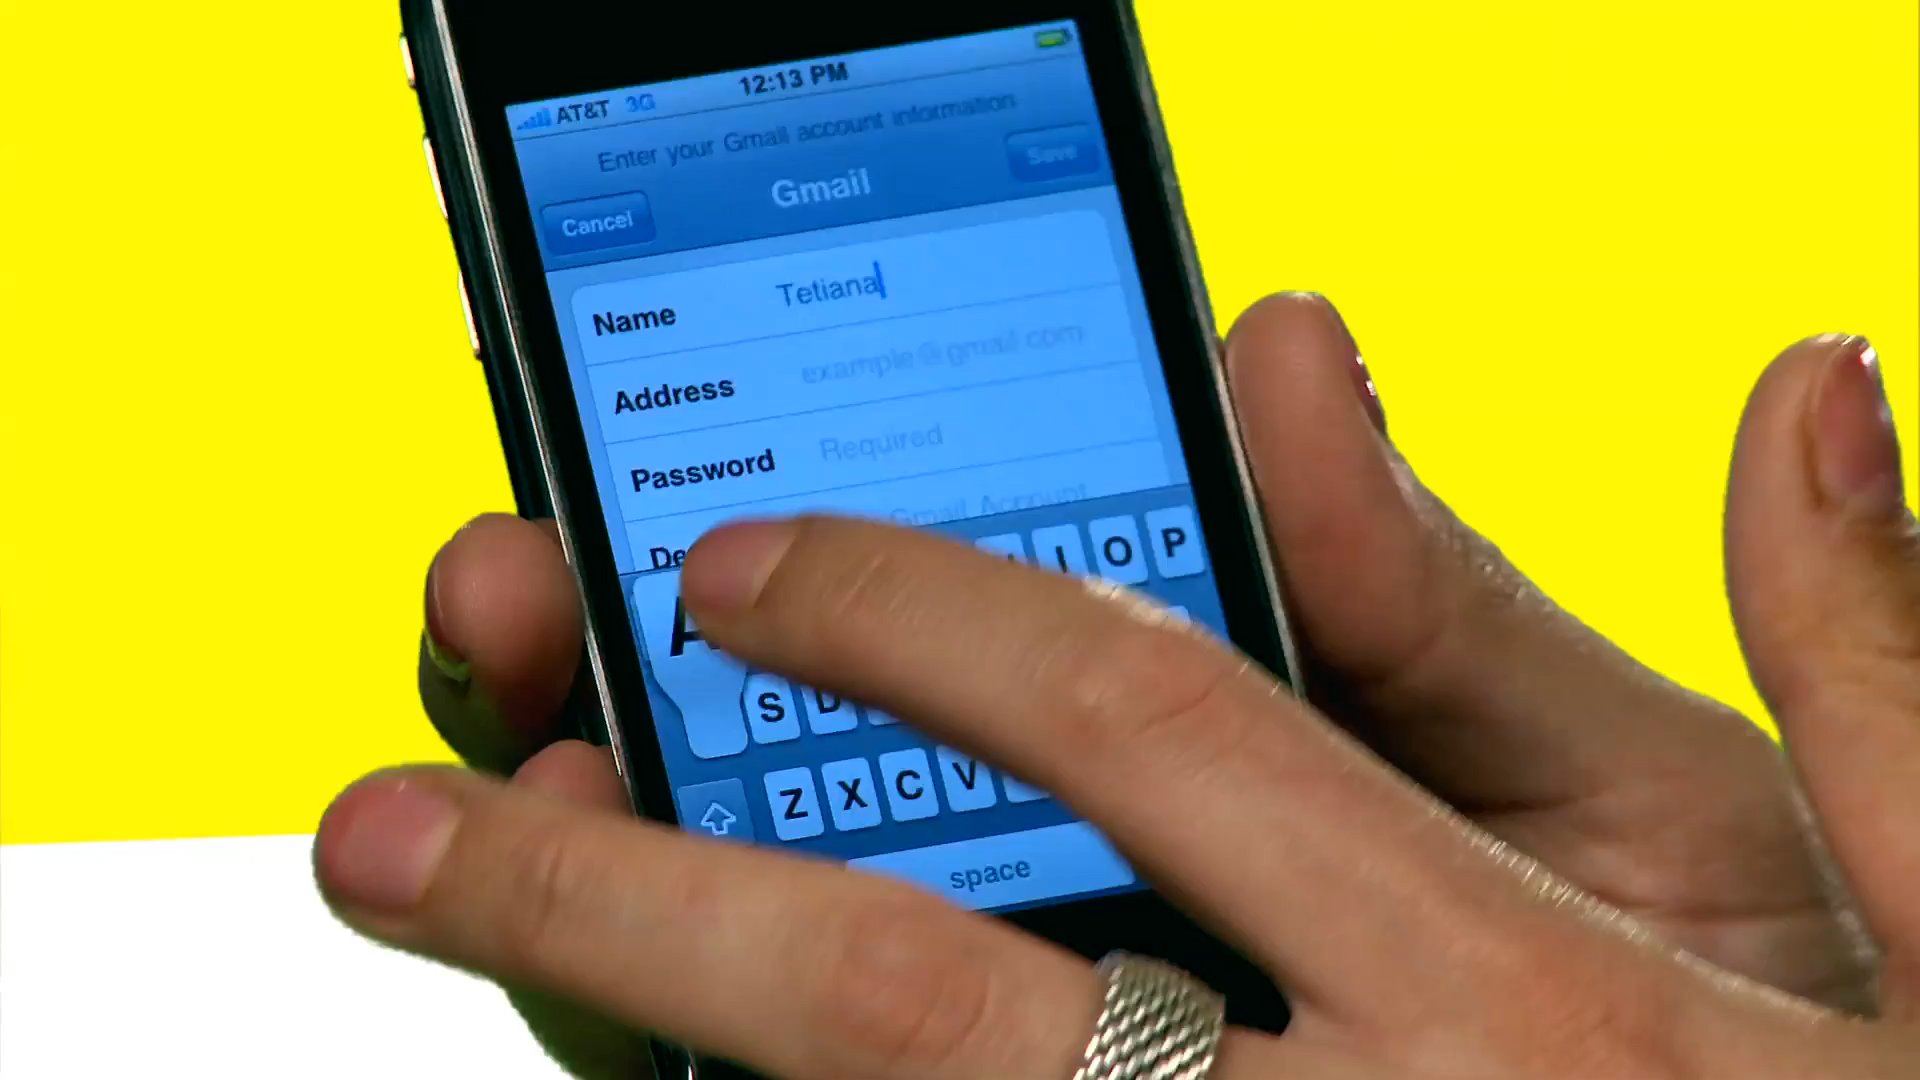 AT&T 3G 12:13 PM
Enter your Gmail account information
Cancel Gmail Save
Name Tetiana
Address example@gmail.com
Password Required
Gmail Account
I O P
A
S D
Z X C V
space